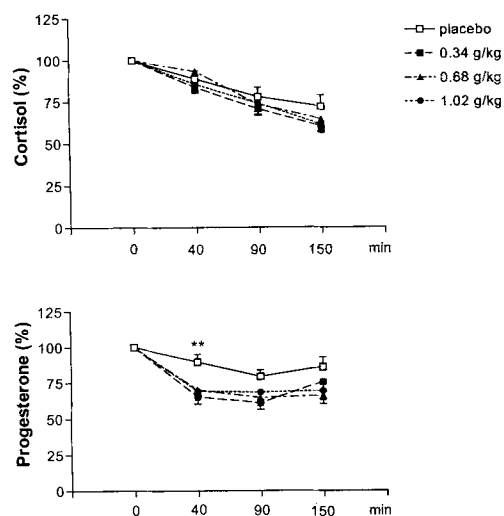 placebo
0.34 g/kg
0.68 g/kg
1.02 g/kg
Cortisol (%)
125
100
75
50
25
0
0 40 90 150 min
Progesterone (%)
125
100
75
50
25
0
**
0 40 90 150 min